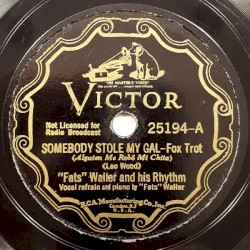 "HIS MASTER'S VOICE"
VICTOR
Not Licensed for
Radio Broadcast
25194-A
SOMEBODY STOLE MY GAL-Fox Trot
(Alguien Me Robó Mi Chica)
(Leo Wood)
"Fats" Waller and his Rhythm
Vocal refrain and piano by "Fats" Waller
R.C.A. Manufacturing Co., Inc.
Camden, N.J.
U.S.A.